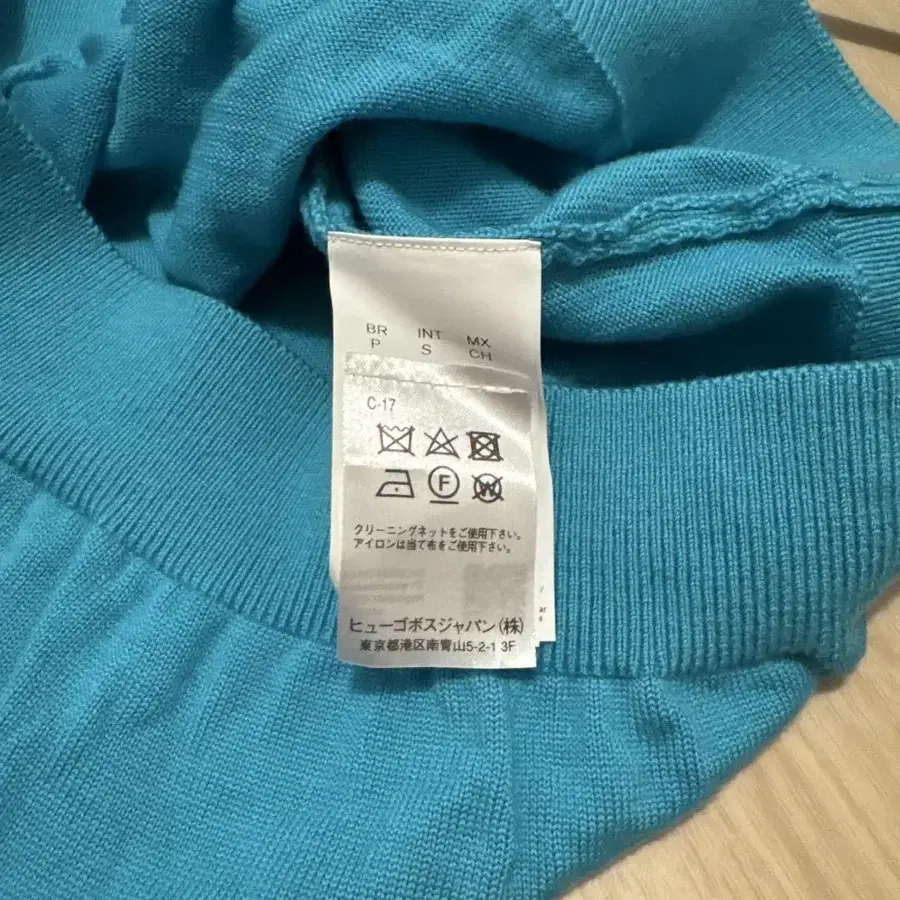 BR INT MX
P S CH
C-17
F W
クリーニングネットをご使用下さい。
アイロンは当て布をご使用下さい。
ヒューゴボスジャパン(株)
東京都港区南青山5-2-1 3F